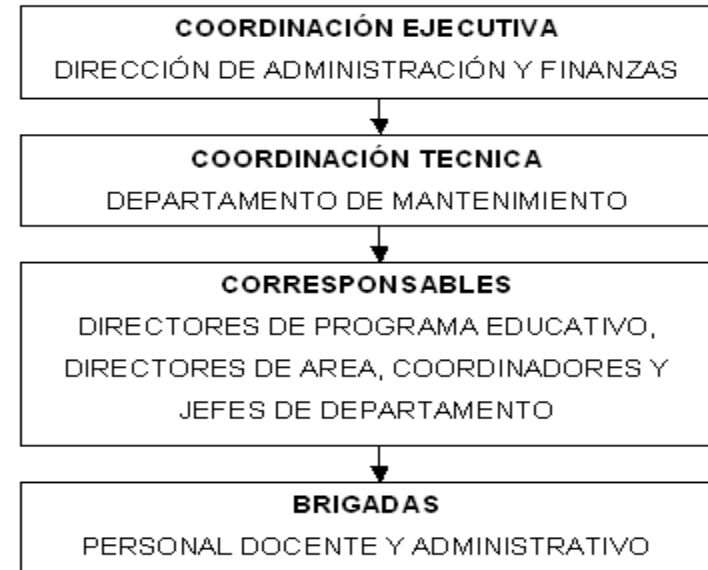 COORDINACIÓN EJECUTIVA
DIRECCIÓN DE ADMINISTRACIÓN Y FINANZAS
COORDINACIÓN TECNICA
DEPARTAMENTO DE MANTENIMIENTO
CORRESPONSABLES
DIRECTORES DE PROGRAMA EDUCATIVO,
DIRECTORES DE AREA, COORDINADORES Y
JEFES DE DEPARTAMENTO
BRIGADAS
PERSONAL DOCENTE Y ADMINISTRATIVO